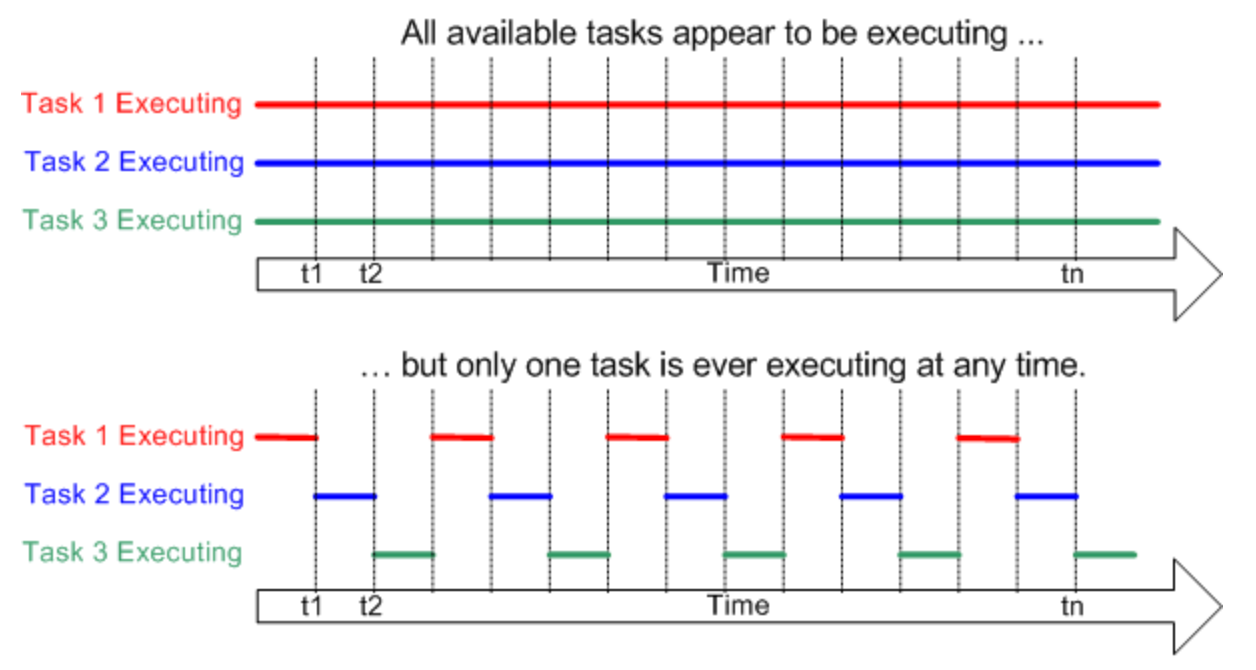 All available tasks appear to be executing ...
Task 1 Executing
Task 2 Executing
Task 3 Executing
t1 t2 Time tn
... but only one task is ever executing at any time.
Task 1 Executing
Task 2 Executing
Task 3 Executing
t1 t2 Time tn